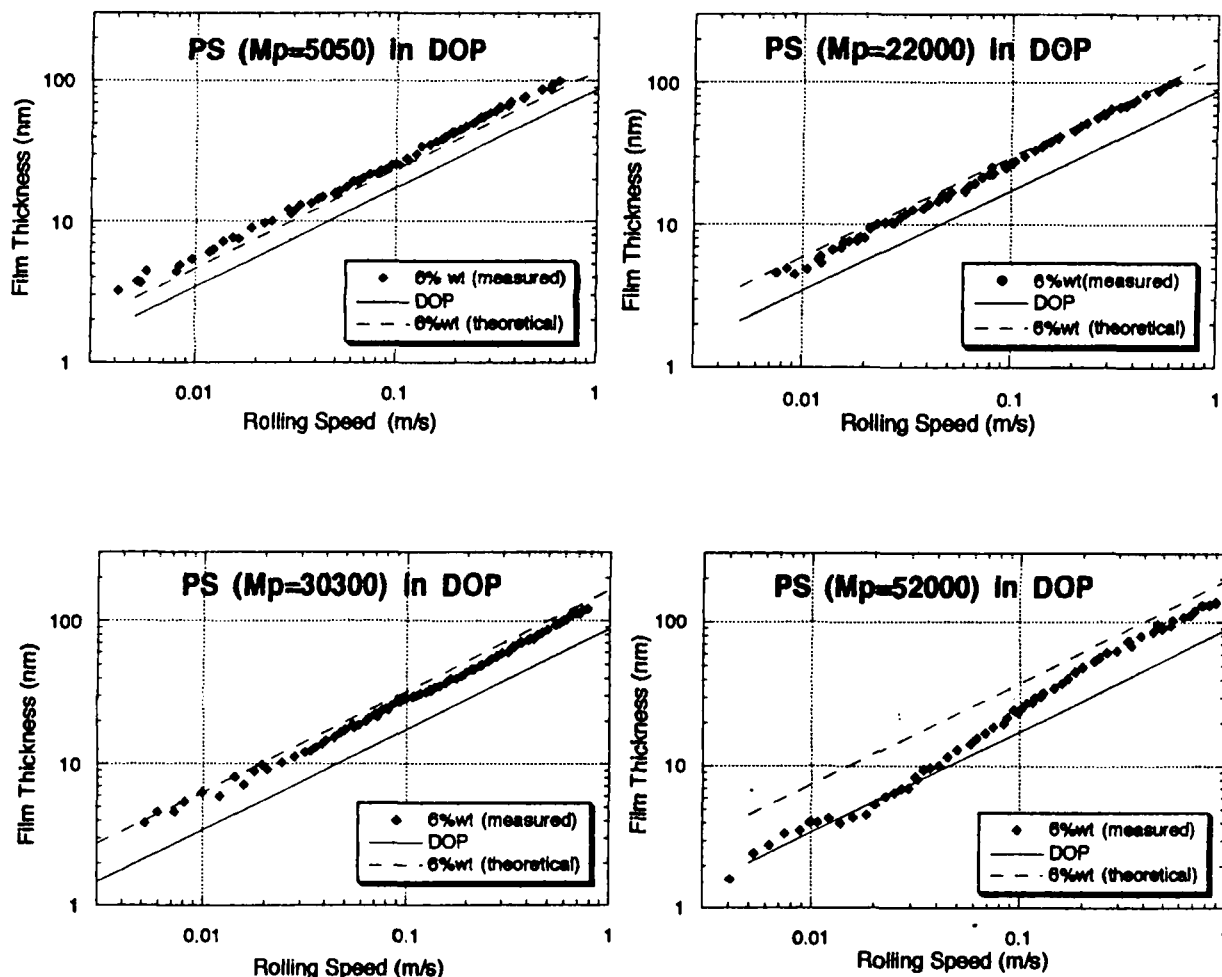 PS (Mp=5050) in DOP
Film Thickness (nm)
100
10
1
6% wt (measured)
DOP
6%wt (theoretical)
0.01
0.1
1
Rolling Speed (m/s)
PS (Mp=22000) in DOP
Film Thickness (nm)
100
10
1
6%wt(measured)
DOP
6%wt (theoretical)
0.01
0.1
1
Rolling Speed (m/s)
PS (Mp=30300) in DOP
Film Thickness (nm)
100
10
1
6%wt (measured)
DOP
6%wt (theoretical)
0.01
0.1
1
Rolling Speed (m/s)
PS (Mp=52000) in DOP
Film Thickness (nm)
100
10
1
6%wt (measured)
DOP
6%wt (theoretical)
0.01
0.1
1
Rolling Speed (m/s)